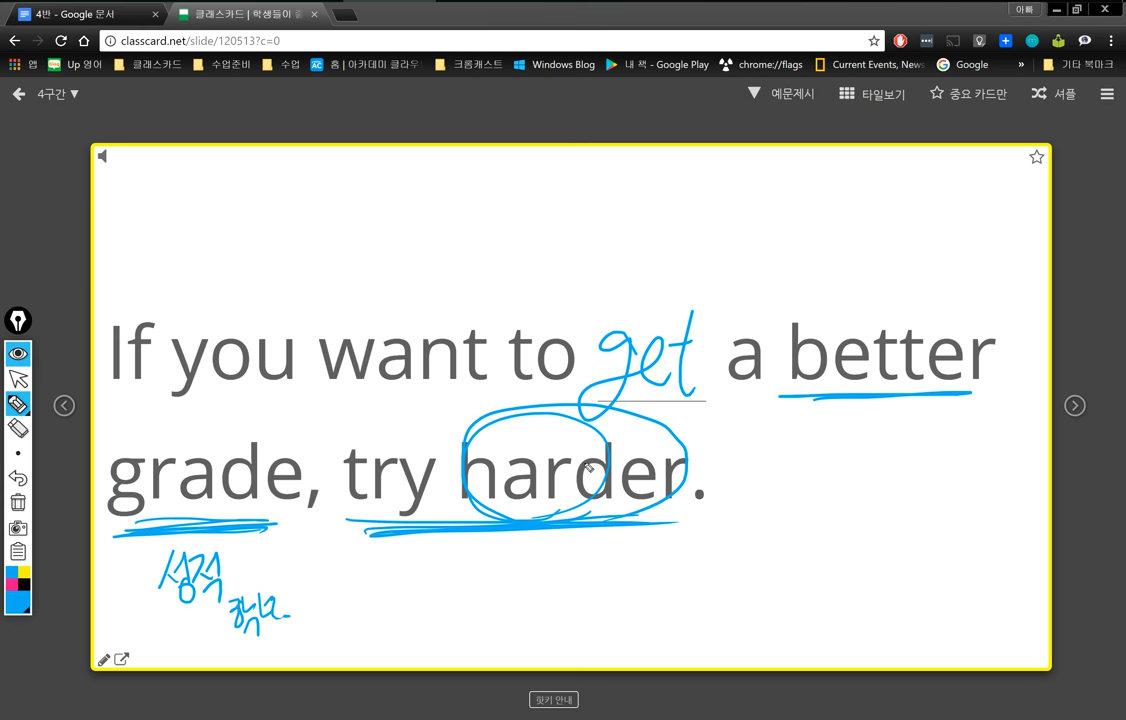 4반 - Google 문서
클래스카드 | 학생들이 즐
아빠
classcard.net/slide/120513?c=0
앱 Up 영어 클래스카드 수업준비 수업 홈 | 아카데미 클라우 크롬캐스트 Windows Blog 내 책 - Google Play chrome://flags Current Events, News Google » 기타 북마크
4구간 ▼ ▼ 예문제시 타일보기 중요 카드만 셔플
If you want to get a better
grade, try harder.
성적
핫키 안내